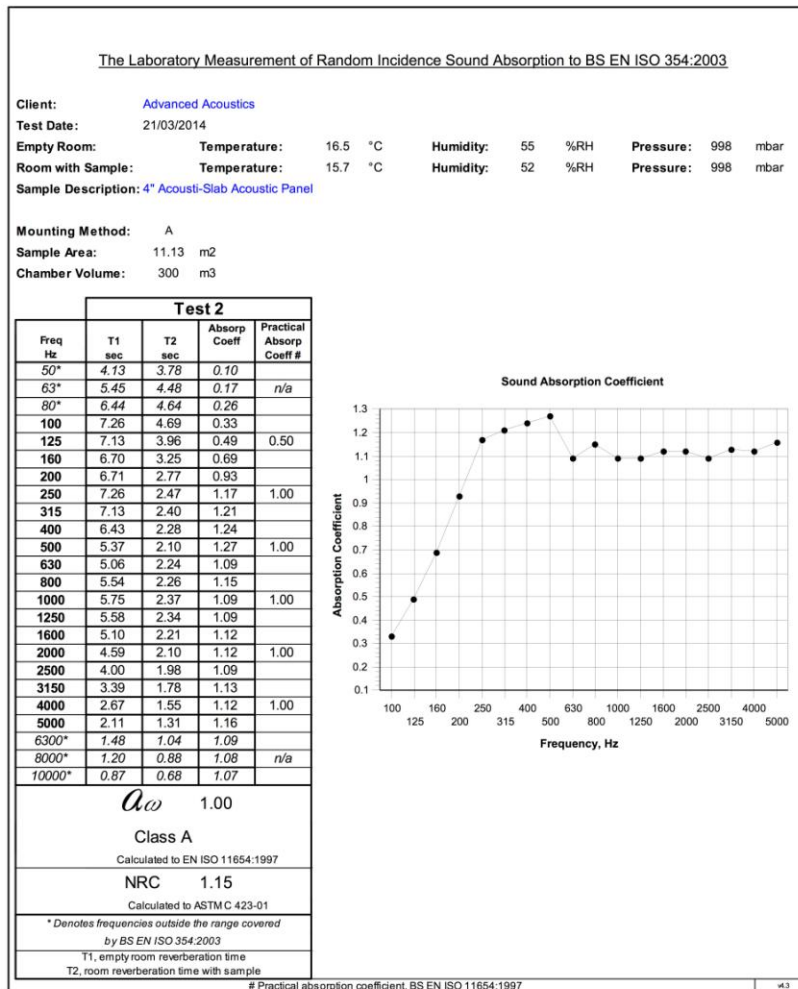 The Laboratory Measurement of Random Incidence Sound Absorption to BS EN ISO 354:2003
Client: Advanced Acoustics
Test Date: 21/03/2014
Empty Room: Temperature: 16.5 °C Humidity: 55 %RH Pressure: 998 mbar
Room with Sample: Temperature: 15.7 °C Humidity: 52 %RH Pressure: 998 mbar
Sample Description: 4" Acousti-Slab Acoustic Panel
Mounting Method: A
Sample Area: 11.13 m2
Chamber Volume: 300 m3
Test 2
Freq Hz T1 sec T2 sec Absorp Coeff Practical Absorp Coeff #
50* 4.13 3.78 0.10
63* 5.45 4.48 0.17 n/a
80* 6.44 4.64 0.26
100 7.26 4.69 0.33
125 7.13 3.96 0.49 0.50
160 6.70 3.25 0.69
200 6.71 2.77 0.93
250 7.26 2.47 1.17 1.00
315 7.13 2.40 1.21
400 6.43 2.28 1.24
500 5.37 2.10 1.27 1.00
630 5.06 2.24 1.09
800 5.54 2.26 1.15
1000 5.75 2.37 1.09 1.00
1250 5.58 2.34 1.09
1600 5.10 2.21 1.12
2000 4.59 2.10 1.12 1.00
2500 4.00 1.98 1.09
3150 3.39 1.78 1.13
4000 2.67 1.55 1.12 1.00
5000 2.11 1.31 1.16
6300* 1.48 1.04 1.09
8000* 1.20 0.88 1.08 n/a
10000* 0.87 0.68 1.07
aω 1.00
Class A
Calculated to EN ISO 11654:1997
NRC 1.15
Calculated to ASTM C 423-01
* Denotes frequencies outside the range covered
by BS EN ISO 354:2003
T1, empty room reverberation time
T2, room reverberation time with sample
Sound Absorption Coefficient
Absorption Coefficient
1.3
1.2
1.1
1
0.9
0.8
0.7
0.6
0.5
0.4
0.3
0.2
0.1
100 160 250 400 630 1000 1600 2500 4000
125 200 315 500 800 1250 2000 3150 5000
Frequency, Hz
# Practical absorption coefficient, BS EN ISO 11654:1997
v4.3